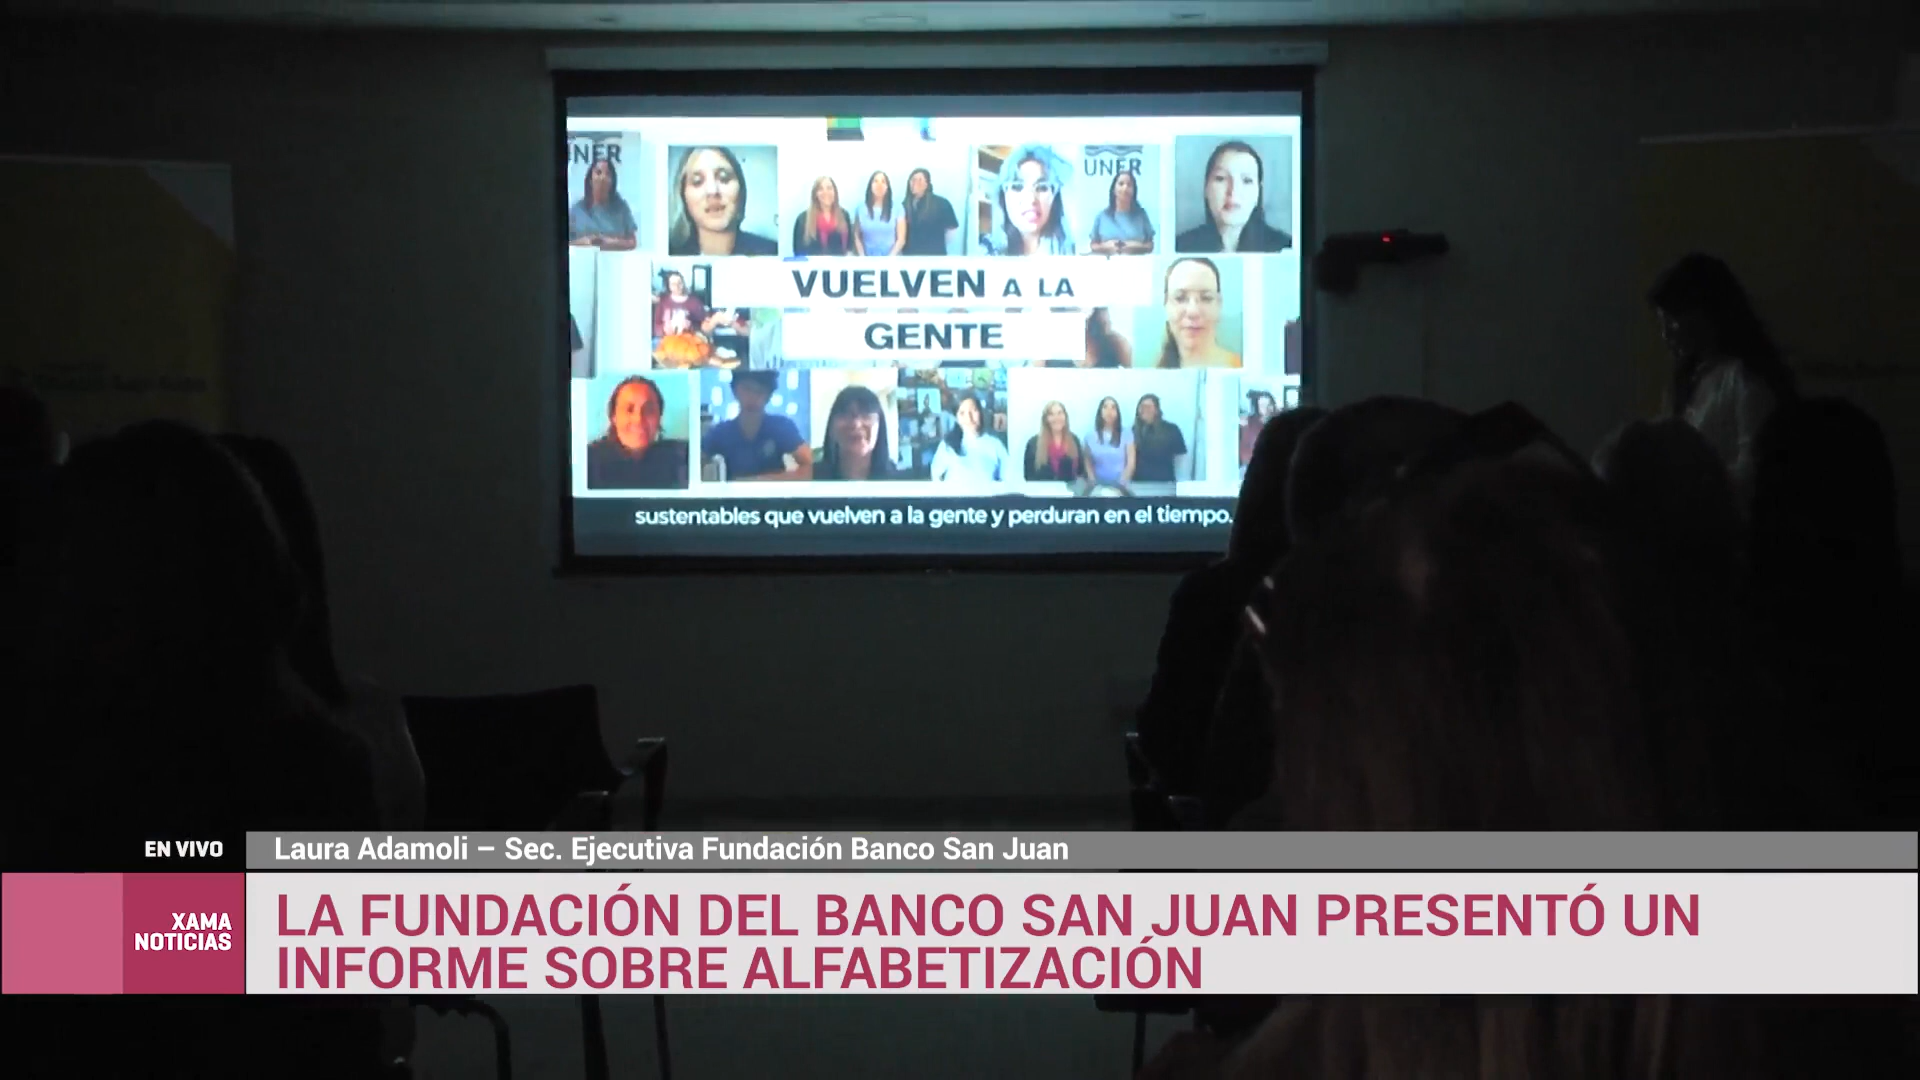 UNER
UNER
VUELVEN A LA
GENTE
sustentables que vuelven a la gente y perduran en el tiempo.
EN VIVO
Laura Adamoli – Sec. Ejecutiva Fundación Banco San Juan
XAMA
NOTICIAS
LA FUNDACIÓN DEL BANCO SAN JUAN PRESENTÓ UN
INFORME SOBRE ALFABETIZACIÓN